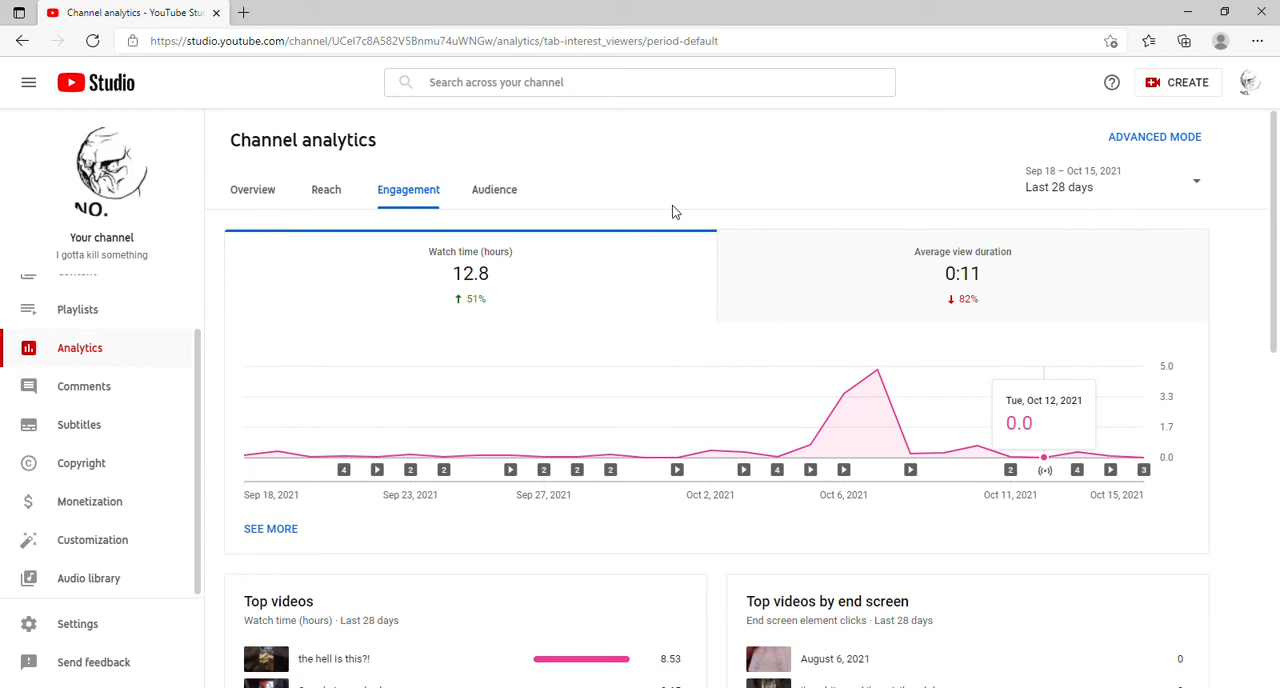 Channel analytics - YouTube Stu
https://studio.youtube.com/channel/UCeI7c8A582V5Bnmu74uWNGw/analytics/tab-interest_viewers/period-default
Studio
Search across your channel
CREATE
NO.
Your channel
I gotta kill something
Content
Playlists
Analytics
Comments
Subtitles
Copyright
Monetization
Customization
Audio library
Settings
Send feedback
Channel analytics
ADVANCED MODE
Overview
Reach
Engagement
Audience
Sep 18 – Oct 15, 2021
Last 28 days
Watch time (hours)
12.8
51%
Average view duration
0:11
82%
5.0
3.3
1.7
0.0
Tue, Oct 12, 2021
0.0
4 2 2 2 2 2 4 2 4 3
Sep 18, 2021 Sep 23, 2021 Sep 27, 2021 Oct 2, 2021 Oct 6, 2021 Oct 11, 2021 Oct 15, 2021
SEE MORE
Top videos
Watch time (hours) · Last 28 days
the hell Is this?!
8.53
Top videos by end screen
End screen element clicks · Last 28 days
August 6, 2021
0